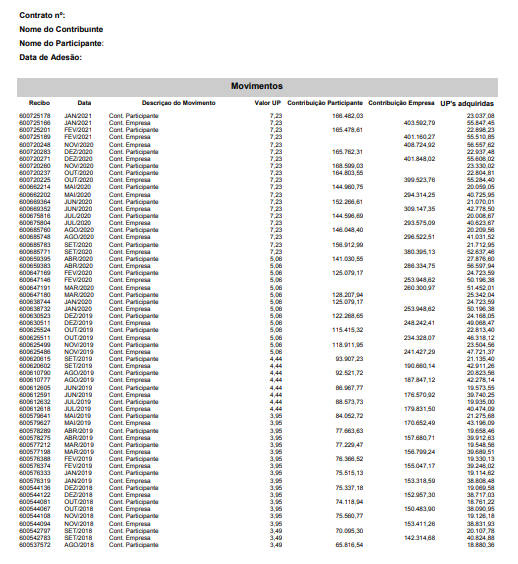 Contrato nº:
Nome do Contribuinte
Nome do Participante:
Data de Adesão:
Movimentos
Recibo Data Descriçao do Movimento Valor UP Contribuição Participante Contribuição Empresa UP's adquiridas
600725178 JAN/2021 Cont. Participante 7,23 166.482,03 23.037,08
600725166 JAN/2021 Cont. Empresa 7,23 403.592,79 55.847,45
600725201 FEV/2021 Cont. Participante 7,23 165.478,61 22.898,23
600725189 FEV/2021 Cont. Empresa 7,23 401.160,27 55.510,85
600720248 NOV/2020 Cont. Empresa 7,23 408.724,92 56.557,62
600720283 DEZ/2020 Cont. Participante 7,23 165.762,31 22.937,48
600720271 DEZ/2020 Cont. Empresa 7,23 401.848,02 55.606,02
600720260 NOV/2020 Cont. Participante 7,23 168.599,03 23.330,02
600720237 OUT/2020 Cont. Participante 7,23 164.803,55 22.804,81
600720225 OUT/2020 Cont. Empresa 7,23 399.523,76 55.284,40
600662214 MAI/2020 Cont. Participante 7,23 144.960,75 20.059,05
600662202 MAI/2020 Cont. Empresa 7,23 294.314,25 40.725,95
600669364 JUN/2020 Cont. Participante 7,23 152.266,61 21.070,01
600669352 JUN/2020 Cont. Empresa 7,23 309.147,35 42.778,50
600675816 JUL/2020 Cont. Participante 7,23 144.596,69 20.008,67
600675804 JUL/2020 Cont. Empresa 7,23 293.575,09 40.623,67
600685760 AGO/2020 Cont. Participante 7,23 146.048,40 20.209,56
600685748 AGO/2020 Cont. Empresa 7,23 296.522,51 41.031,52
600685783 SET/2020 Cont. Participante 7,23 156.912,99 21.712,95
600685771 SET/2020 Cont. Empresa 7,23 380.395,13 52.637,46
600659395 ABR/2020 Cont. Participante 5,06 141.030,55 27.876,60
600659383 ABR/2020 Cont. Empresa 5,06 286.334,75 56.597,94
600647169 FEV/2020 Cont. Participante 5,06 125.079,17 24.723,59
600647146 FEV/2020 Cont. Empresa 5,06 253.948,62 50.196,38
600647191 MAR/2020 Cont. Empresa 5,06 260.300,97 51.452,01
600647180 MAR/2020 Cont. Participante 5,06 128.207,94 25.342,04
600638744 JAN/2020 Cont. Participante 5,06 125.079,17 24.723,59
600638732 JAN/2020 Cont. Empresa 5,06 253.948,62 50.196,38
600630523 DEZ/2019 Cont. Participante 5,06 122.268,65 24.168,05
600630511 DEZ/2019 Cont. Empresa 5,06 248.242,41 49.068,47
600625524 OUT/2019 Cont. Participante 5,06 115.415,32 22.813,40
600625511 OUT/2019 Cont. Empresa 5,06 234.328,07 46.318,12
600625499 NOV/2019 Cont. Participante 5,06 118.911,95 23.504,56
600625486 NOV/2019 Cont. Empresa 5,06 241.427,29 47.721,37
600620615 SET/2019 Cont. Participante 4,44 93.907,23 21.135,40
600620602 SET/2019 Cont. Empresa 4,44 190.660,14 42.911,26
600610790 AGO/2019 Cont. Participante 4,44 92.521,72 20.823,56
600610777 AGO/2019 Cont. Empresa 4,44 187.847,12 42.278,14
600612605 JUN/2019 Cont. Participante 4,44 86.967,77 19.573,55
600612591 JUN/2019 Cont. Empresa 4,44 176.570,92 39.740,25
600612632 JUL/2019 Cont. Participante 4,44 88.573,73 19.935,00
600612618 JUL/2019 Cont. Empresa 4,44 179.831,50 40.474,09
600579641 MAI/2019 Cont. Participante 3,95 84.052,72 21.275,68
600579627 MAI/2019 Cont. Empresa 3,95 170.652,49 43.196,09
600578289 ABR/2019 Cont. Participante 3,95 77.663,63 19.658,46
600578275 ABR/2019 Cont. Empresa 3,95 157.680,71 39.912,63
600577212 MAR/2019 Cont. Participante 3,95 77.229,47 19.548,56
600577198 MAR/2019 Cont. Empresa 3,95 156.799,24 39.689,51
600576388 FEV/2019 Cont. Participante 3,95 76.366,52 19.330,13
600576374 FEV/2019 Cont. Empresa 3,95 155.047,17 39.246,02
600576333 JAN/2019 Cont. Participante 3,95 75.515,13 19.114,62
600576319 JAN/2019 Cont. Empresa 3,95 153.318,59 38.808,48
600544136 DEZ/2018 Cont. Participante 3,95 75.337,18 19.069,58
600544122 DEZ/2018 Cont. Empresa 3,95 152.957,30 38.717,03
600544081 OUT/2018 Cont. Participante 3,95 74.118,94 18.761,22
600544067 OUT/2018 Cont. Empresa 3,95 150.483,90 38.090,95
600544108 NOV/2018 Cont. Participante 3,95 75.560,77 19.126,18
600544094 NOV/2018 Cont. Empresa 3,95 153.411,26 38.831,93
600542797 SET/2018 Cont. Participante 3,49 70.095,30 20.107,78
600542783 SET/2018 Cont. Empresa 3,49 142.314,68 40.824,88
600537572 AGO/2018 Cont. Participante 3,49 65.816,54 18.880,36